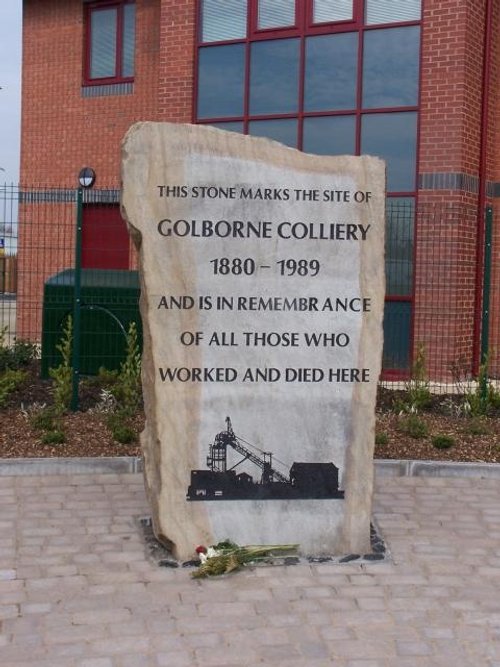 THIS STONE MARKS THE SITE OF
GOLBORNE COLLIERY
1880 – 1989
AND IS IN REMEMBRANCE
OF ALL THOSE WHO
WORKED AND DIED HERE